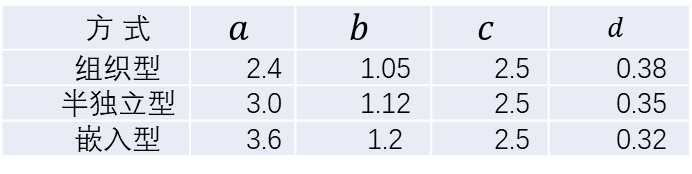 方 式 a b c d
组织型 2.4 1.05 2.5 0.38
半独立型 3.0 1.12 2.5 0.35
嵌入型 3.6 1.2 2.5 0.32